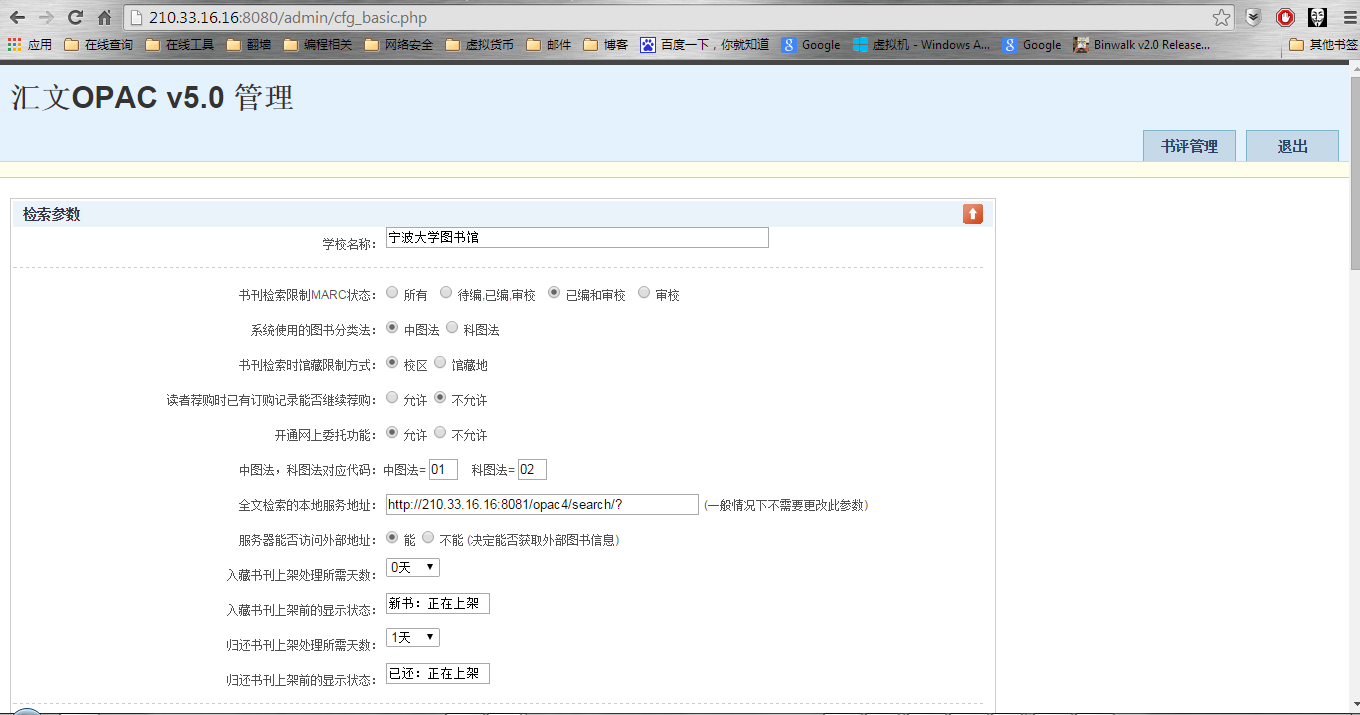 210.33.16.16:8080/admin/cfg_basic.php
应用 在线查询 在线工具 翻墙 编程相关 网络安全 虚拟货币 邮件 博客 百度一下，你就知道 Google 虚拟机 - Windows A... Google Binwalk v2.0 Release... 其他书签
汇文OPAC v5.0 管理
书评管理 退出
检索参数
学校名称： 宁波大学图书馆
书刊检索限制MARC状态： 所有 待编,已编,审校 已编和审校 审校
系统使用的图书分类法： 中图法 科图法
书刊检索时馆藏限制方式： 校区 馆藏地
读者荐购时已有订购记录能否继续荐购： 允许 不允许
开通网上委托功能： 允许 不允许
中图法，科图法对应代码： 中图法= 01 科图法= 02
全文检索的本地服务地址： http://210.33.16.16:8081/opac4/search/? (一般情况下不需要更改此参数)
服务器能否访问外部地址： 能 不能 (决定能否获取外部图书信息)
入藏书刊上架处理所需天数： 0天
入藏书刊上架前的显示状态： 新书：正在上架
归还书刊上架处理所需天数： 1天
归还书刊上架前的显示状态： 已还：正在上架